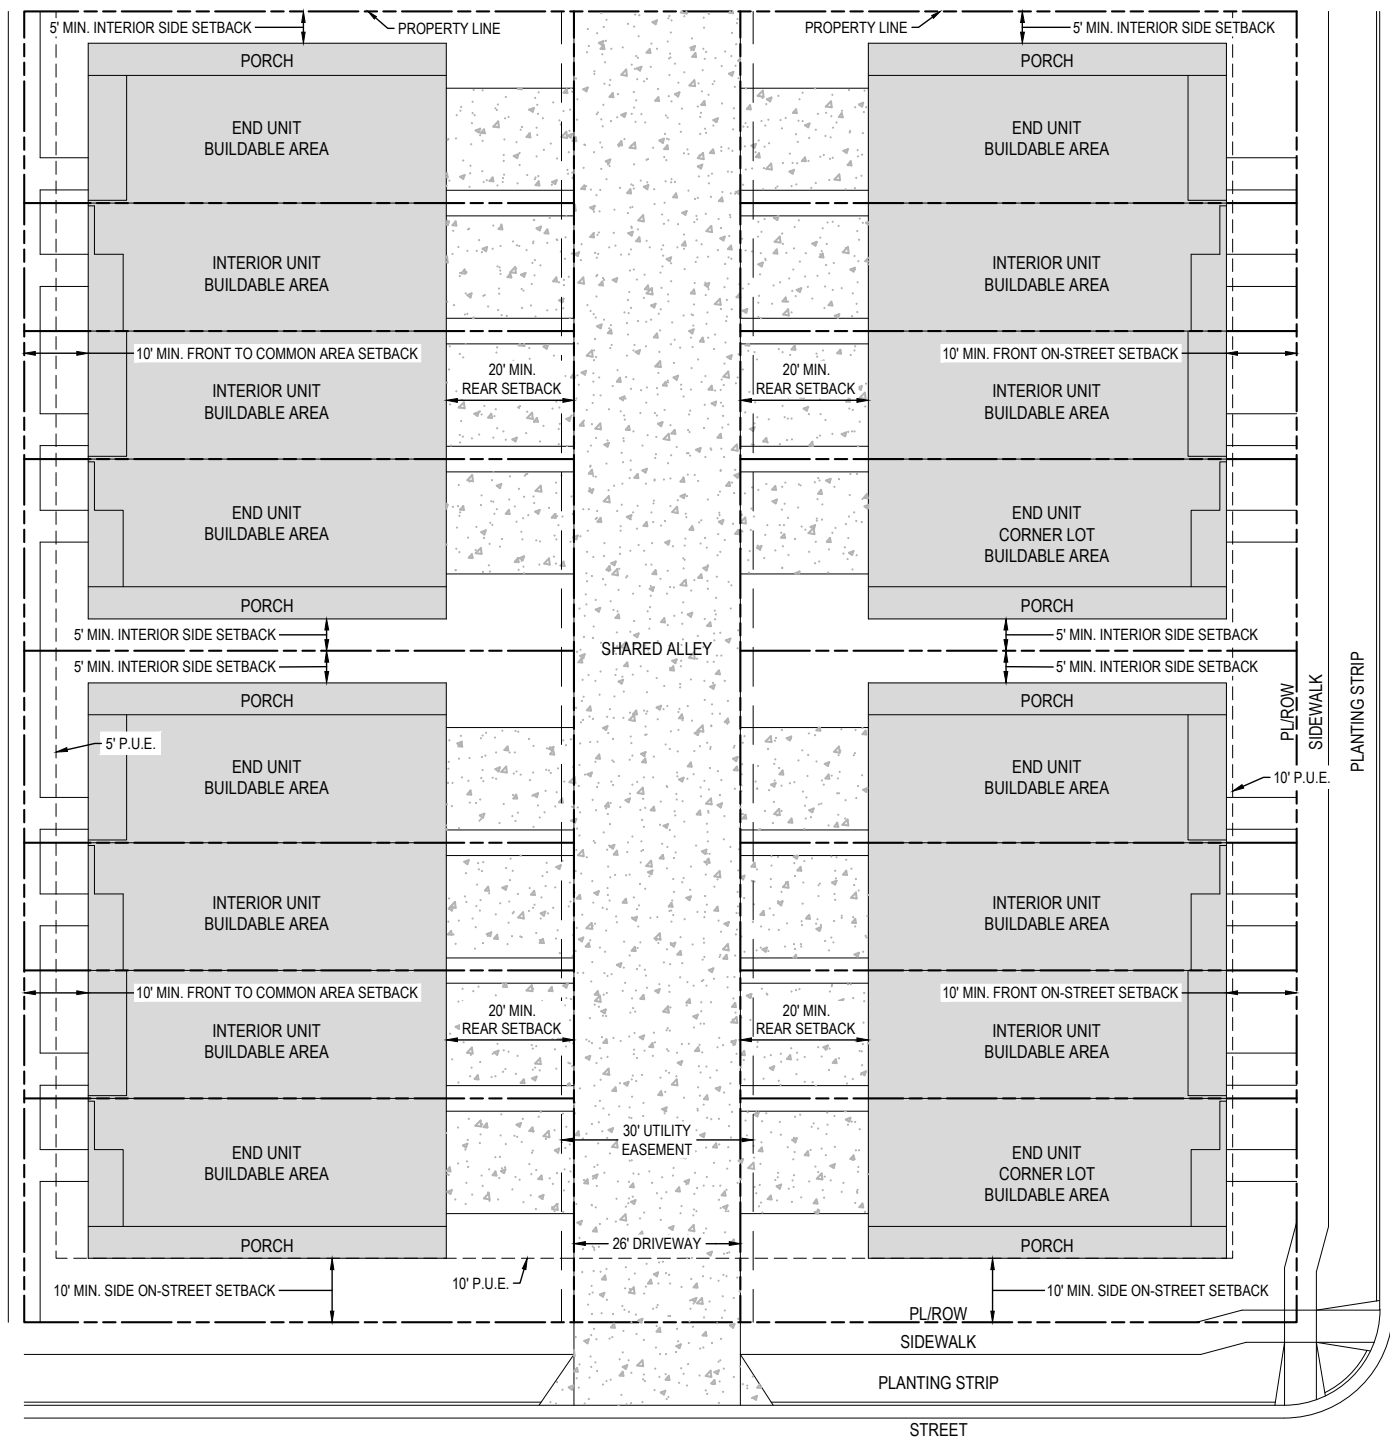 5' MIN. INTERIOR SIDE SETBACK
PROPERTY LINE
PROPERTY LINE
5' MIN. INTERIOR SIDE SETBACK
PORCH
PORCH
END UNIT
BUILDABLE AREA
END UNIT
BUILDABLE AREA
INTERIOR UNIT
BUILDABLE AREA
INTERIOR UNIT
BUILDABLE AREA
10' MIN. FRONT TO COMMON AREA SETBACK
10' MIN. FRONT ON-STREET SETBACK
20' MIN.
REAR SETBACK
20' MIN.
REAR SETBACK
INTERIOR UNIT
BUILDABLE AREA
INTERIOR UNIT
BUILDABLE AREA
END UNIT
BUILDABLE AREA
END UNIT
CORNER LOT
BUILDABLE AREA
PORCH
PORCH
5' MIN. INTERIOR SIDE SETBACK
5' MIN. INTERIOR SIDE SETBACK
SHARED ALLEY
5' MIN. INTERIOR SIDE SETBACK
5' MIN. INTERIOR SIDE SETBACK
PORCH
PORCH
PL/ROW
SIDEWALK
PLANTING STRIP
5' P.U.E.
10' P.U.E.
END UNIT
BUILDABLE AREA
END UNIT
BUILDABLE AREA
INTERIOR UNIT
BUILDABLE AREA
INTERIOR UNIT
BUILDABLE AREA
10' MIN. FRONT TO COMMON AREA SETBACK
10' MIN. FRONT ON-STREET SETBACK
20' MIN.
REAR SETBACK
20' MIN.
REAR SETBACK
INTERIOR UNIT
BUILDABLE AREA
INTERIOR UNIT
BUILDABLE AREA
30' UTILITY
EASEMENT
END UNIT
BUILDABLE AREA
END UNIT
CORNER LOT
BUILDABLE AREA
PORCH
26' DRIVEWAY
PORCH
10' MIN. SIDE ON-STREET SETBACK
10' P.U.E.
10' MIN. SIDE ON-STREET SETBACK
PL/ROW
SIDEWALK
PLANTING STRIP
STREET